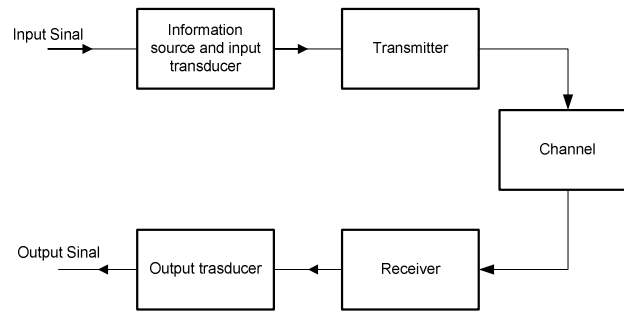 Input Sinal
Information
source and input
transducer
Transmitter
Channel
Output Sinal
Output trasducer
Receiver